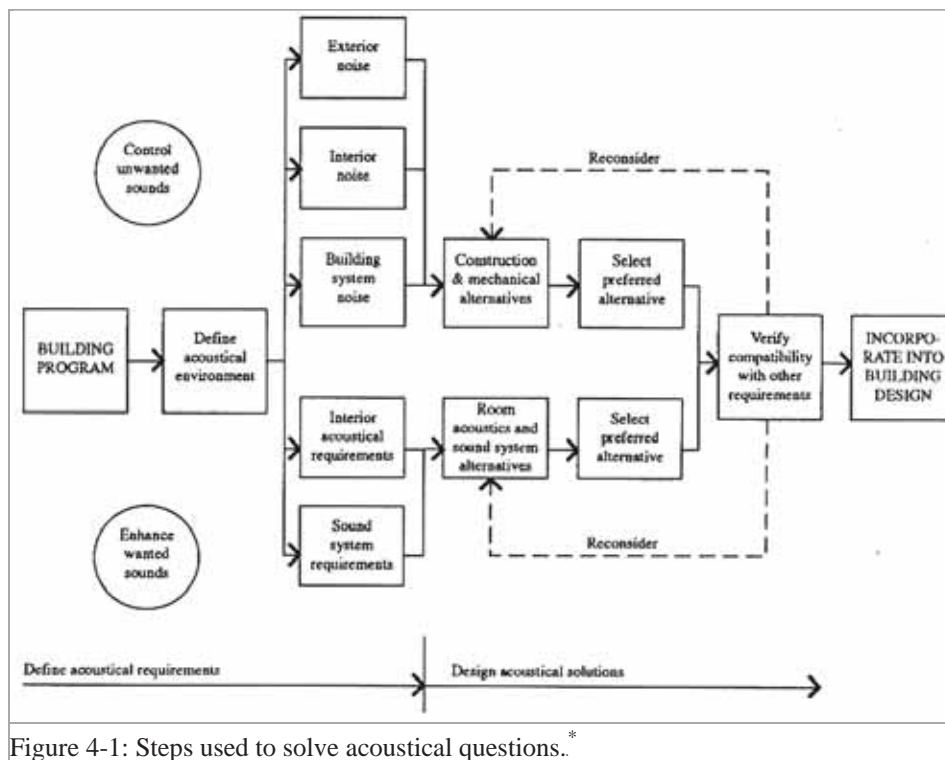 Exterior
noise
Control
unwanted
sounds
Interior
noise
Reconsider
Building
system
noise
Construction
& mechanical
alternatives
Select
preferred
alternative
BUILDING
PROGRAM
Define
acoustical
environment
Verify
compatibility
with other
requirements
INCORPO-
RATE INTO
BUILDING
DESIGN
Interior
acoustical
requirements
Room
acoustics and
sound system
alternatives
Select
preferred
alternative
Enhance
wanted
sounds
Sound
system
requirements
Reconsider
Define acoustical requirements
Design acoustical solutions
Figure 4-1: Steps used to solve acoustical questions..*